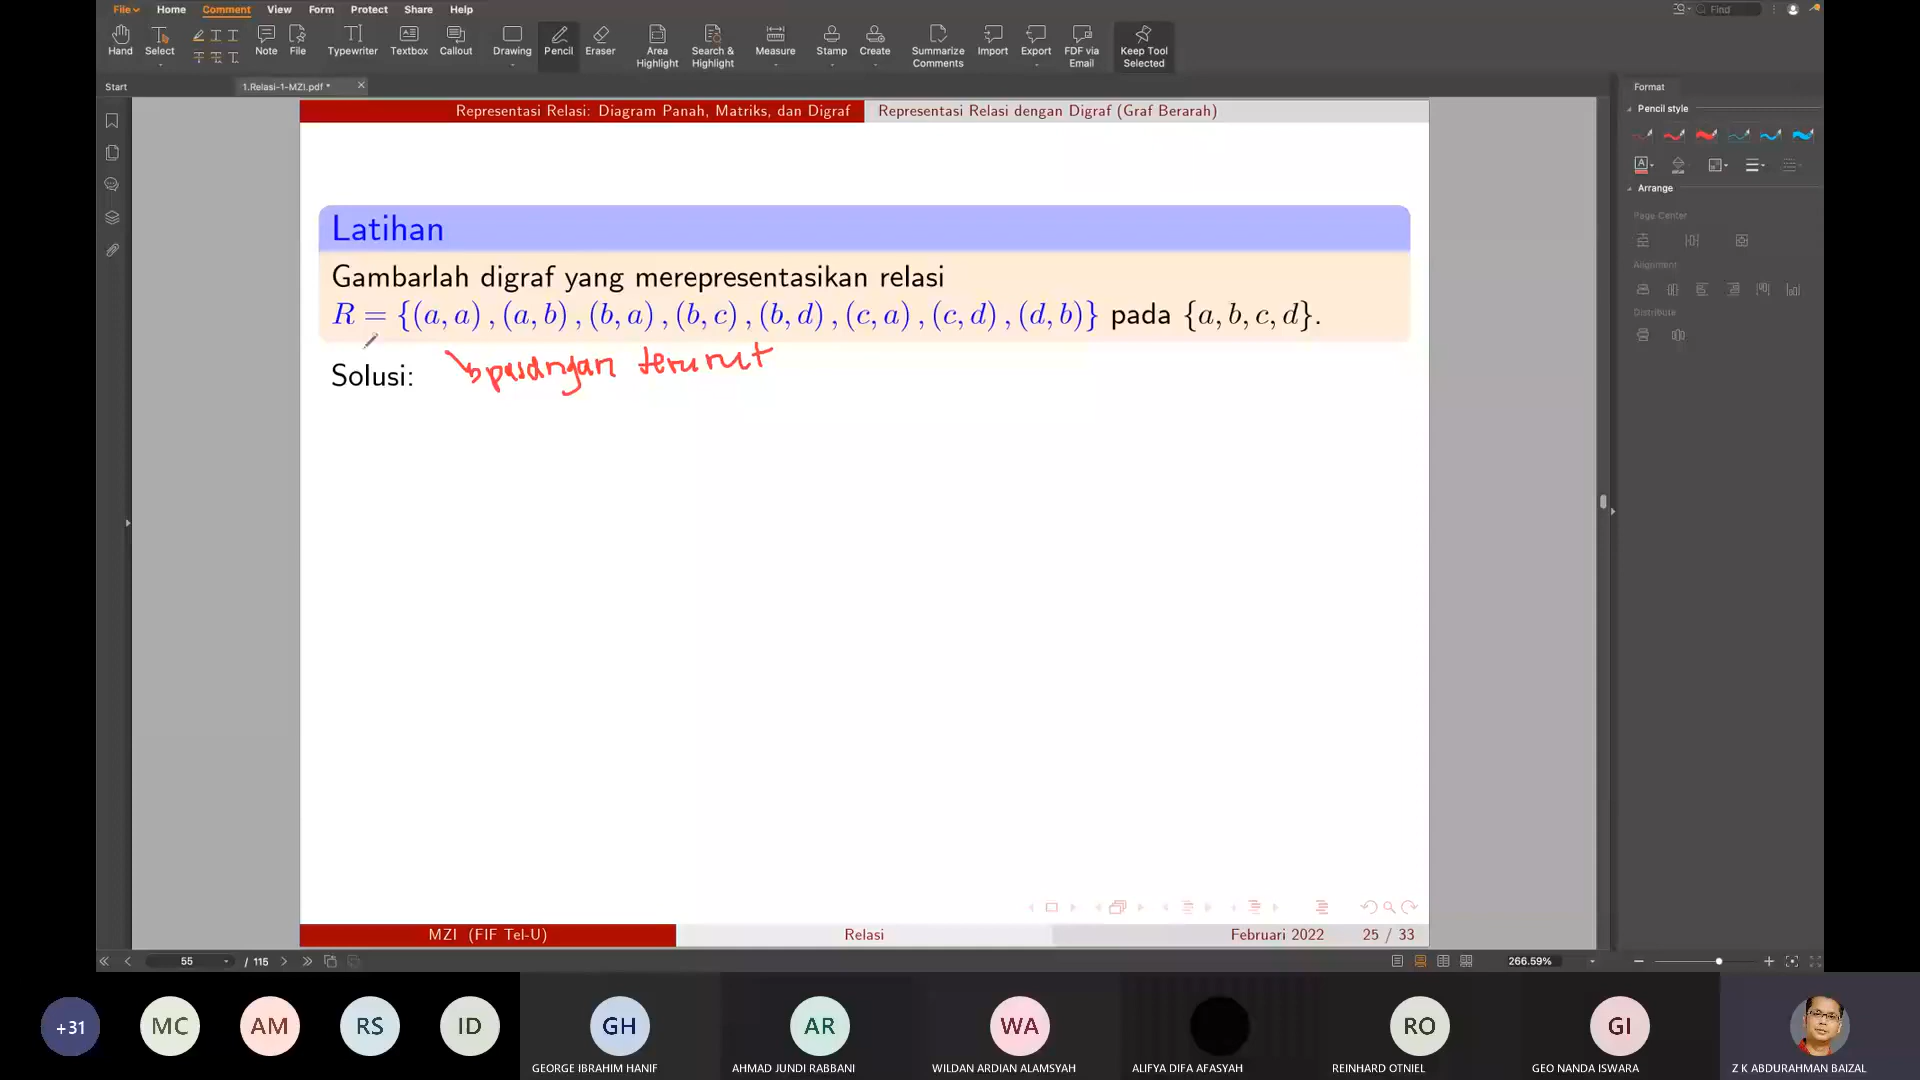 File Home Comment View Form Protect Share Help Find
Hand Select Note File Typewriter Textbox Callout Drawing Pencil Eraser Area Highlight Search & Highlight Measure Stamp Create Summarize Comments Import Export FDF via Email Keep Tool Selected
Start 1.Relasi-1-MZI.pdf * Format
Pencil style
Arrange
Page Center
Alignment
Distribute
Representasi Relasi: Diagram Panah, Matriks, dan Digraf Representasi Relasi dengan Digraf (Graf Berarah)
Latihan
Gambarlah digraf yang merepresentasikan relasi
R = {(a, a) , (a, b) , (b, a) , (b, c) , (b, d) , (c, a) , (c, d) , (d, b)} pada {a, b, c, d}.
pasangan terurut
Solusi:
MZI (FIF Tel-U) Relasi Februari 2022 25 / 33
55 / 115 266.59%
+31 MC AM RS ID GH AR WA RO GI
GEORGE IBRAHIM HANIF AHMAD JUNDI RABBANI WILDAN ARDIAN ALAMSYAH ALIFYA DIFA AFASYAH REINHARD OTNIEL GEO NANDA ISWARA Z K ABDURAHMAN BAIZAL